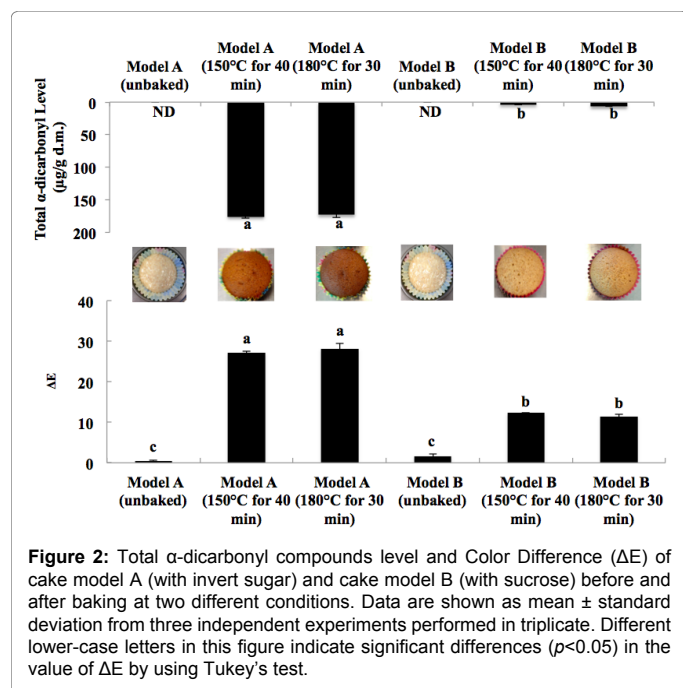 Model A
(unbaked)
Model A
(150°C for 40
min)
Model A
(180°C for 30
min)
Model B
(unbaked)
Model B
(150°C for 40
min)
Model B
(180°C for 30
min)
Total α-dicarbonyl Level
(µg/g d.m.)
0
50
100
150
200
ND
a
a
ND
b
b
ΔE
40
30
20
10
0
c
a
a
c
b
b
Model A
(unbaked)
Model A
(150°C for 40
min)
Model A
(180°C for 30
min)
Model B
(unbaked)
Model B
(150°C for 40
min)
Model B
(180°C for 30
min)
Figure 2: Total α-dicarbonyl compounds level and Color Difference (ΔE) of
cake model A (with invert sugar) and cake model B (with sucrose) before and
after baking at two different conditions. Data are shown as mean ± standard
deviation from three independent experiments performed in triplicate. Different
lower-case letters in this figure indicate significant differences (p<0.05) in the
value of ΔE by using Tukey's test.